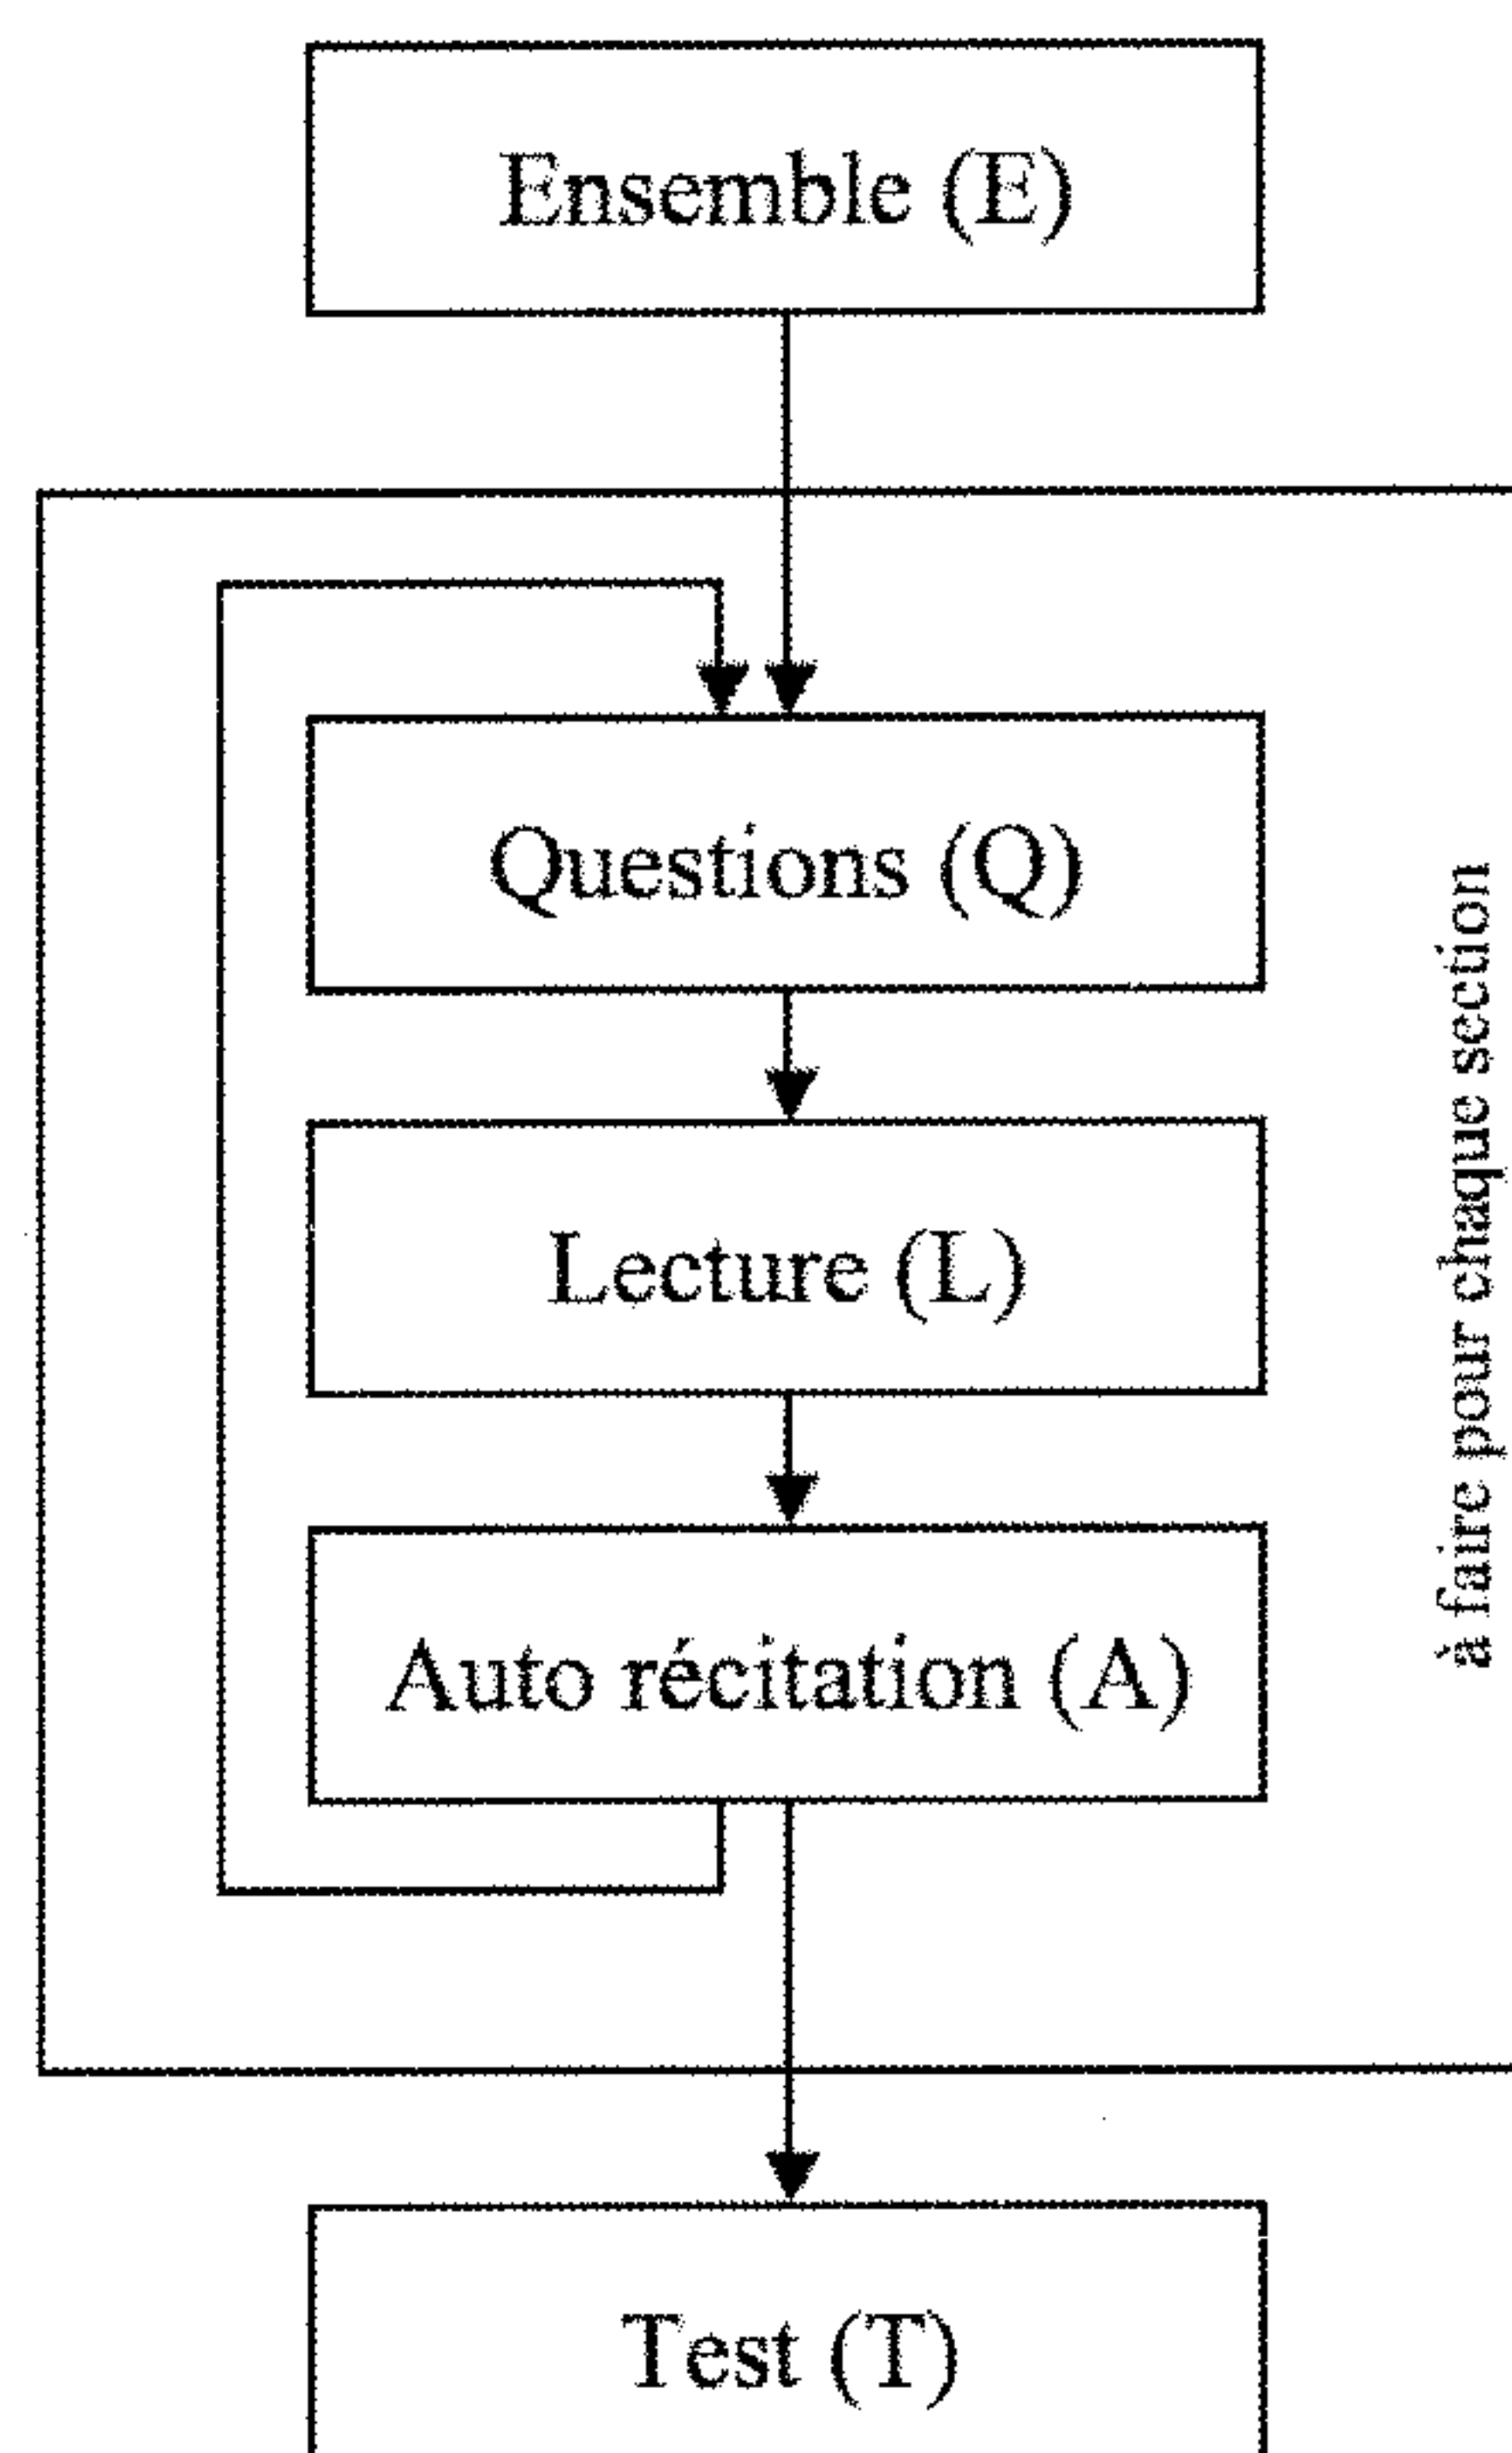 Ensemble (E)
Questions (Q)
Lecture (L)
Auto récitation (A)
à faire pour chaque section
Test (T)